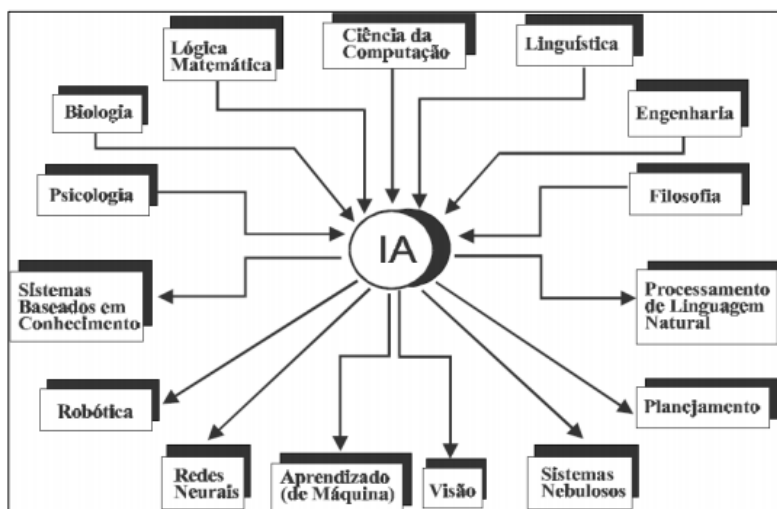 Lógica
Matemática
Ciência da
Computação
Linguística
Biologia
Engenharia
Psicologia
Filosofia
IA
Sistemas
Baseados em
Conhecimento
Processamento
de Linguagem
Natural
Robótica
Planejamento
Redes
Neurais
Aprendizado
(de Máquina)
Visão
Sistemas
Nebulosos